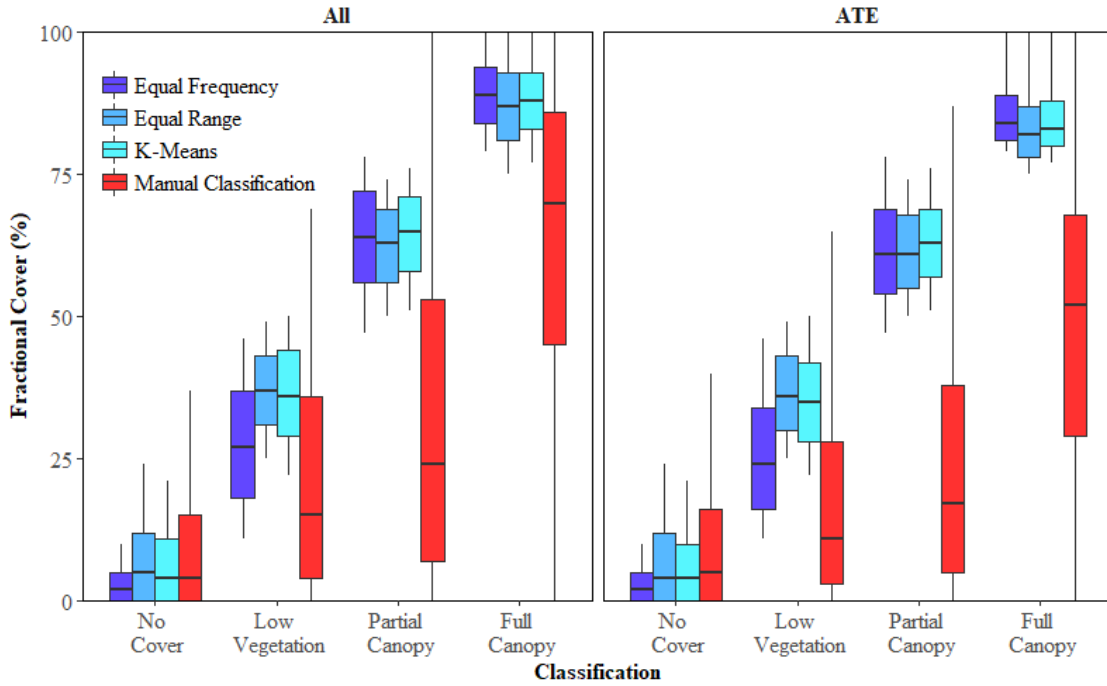 All
ATE
Fractional Cover (%)
100
75
50
25
0
Equal Frequency
Equal Range
K-Means
Manual Classification
No
Cover
Low
Vegetation
Partial
Canopy
Full
Canopy
No
Cover
Low
Vegetation
Partial
Canopy
Full
Canopy
Classification